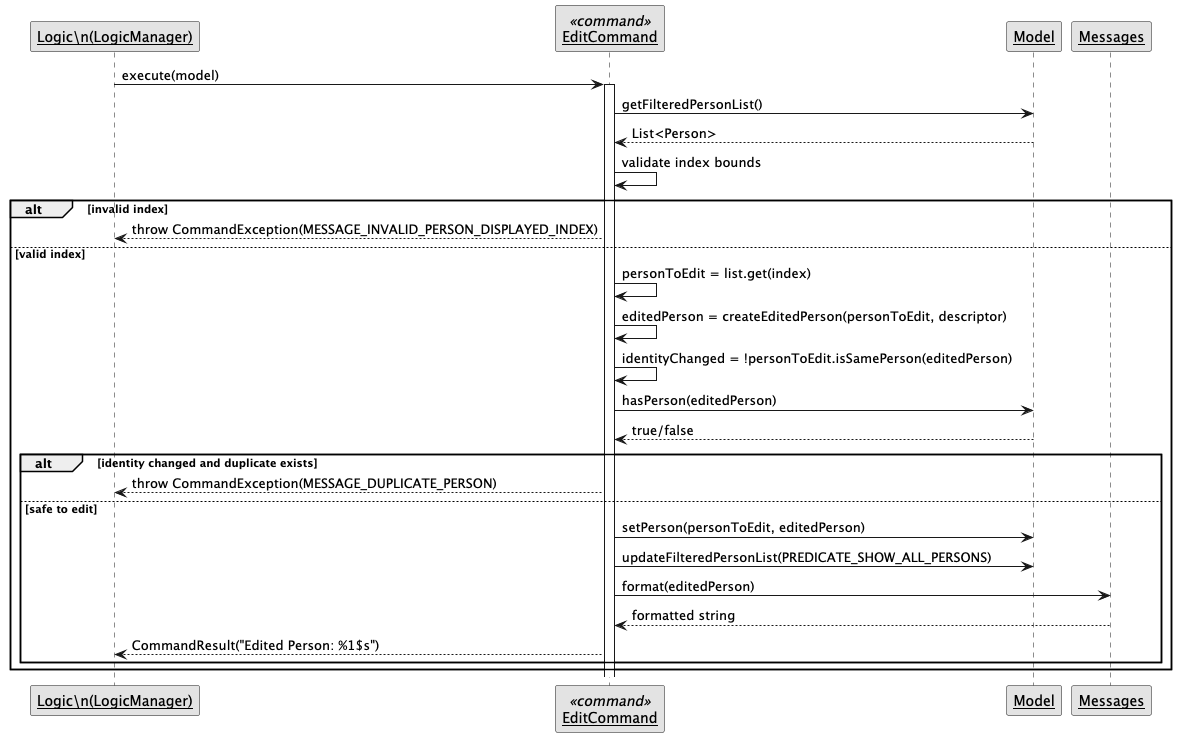 «command»
Logic\n(LogicManager)
EditCommand
Model
Messages
execute(model)
getFilteredPersonList()
List<Person>
validate index bounds
alt
[invalid index]
throw CommandException(MESSAGE_INVALID_PERSON_DISPLAYED_INDEX)
[valid index]
personToEdit = list.get(index)
editedPerson = createEditedPerson(personToEdit, descriptor)
identityChanged = !personToEdit.isSamePerson(editedPerson)
hasPerson(editedPerson)
true/false
alt
[identity changed and duplicate exists]
throw CommandException(MESSAGE_DUPLICATE_PERSON)
[safe to edit]
setPerson(personToEdit, editedPerson)
updateFilteredPersonList(PREDICATE_SHOW_ALL_PERSONS)
format(editedPerson)
formatted string
CommandResult("Edited Person: %1$s")
Logic\n(LogicManager)
«command»
EditCommand
Model
Messages